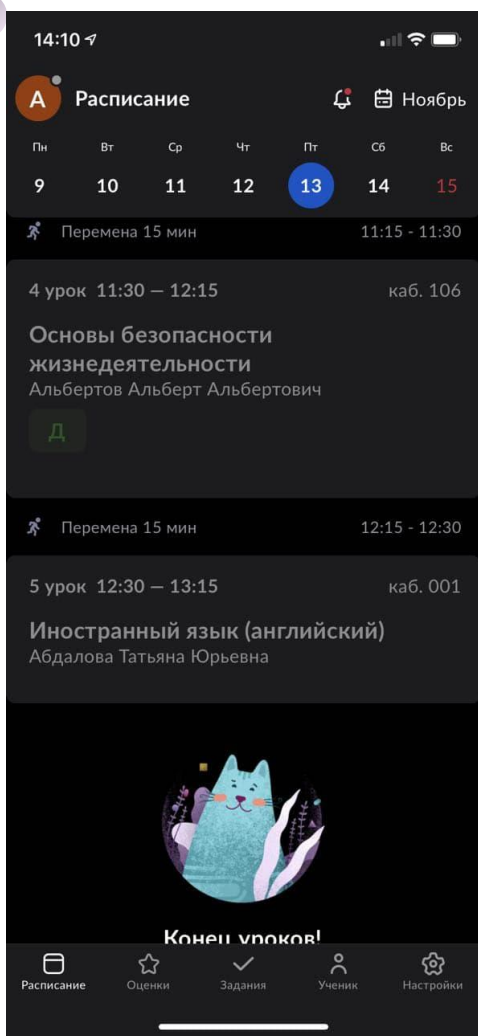 14:10
А Расписание Ноябрь
Пн Вт Ср Чт Пт Сб Вс
9 10 11 12 13 14 15
Перемена 15 мин 11:15 - 11:30
4 урок 11:30 — 12:15 каб. 106
Основы безопасности
жизнедеятельности
Альбертов Альберт Альбертович
Д
Перемена 15 мин 12:15 - 12:30
5 урок 12:30 — 13:15 каб. 001
Иностранный язык (английский)
Абдалова Татьяна Юрьевна
Конец уроков!
Расписание Оценки Задания Ученик Настройки